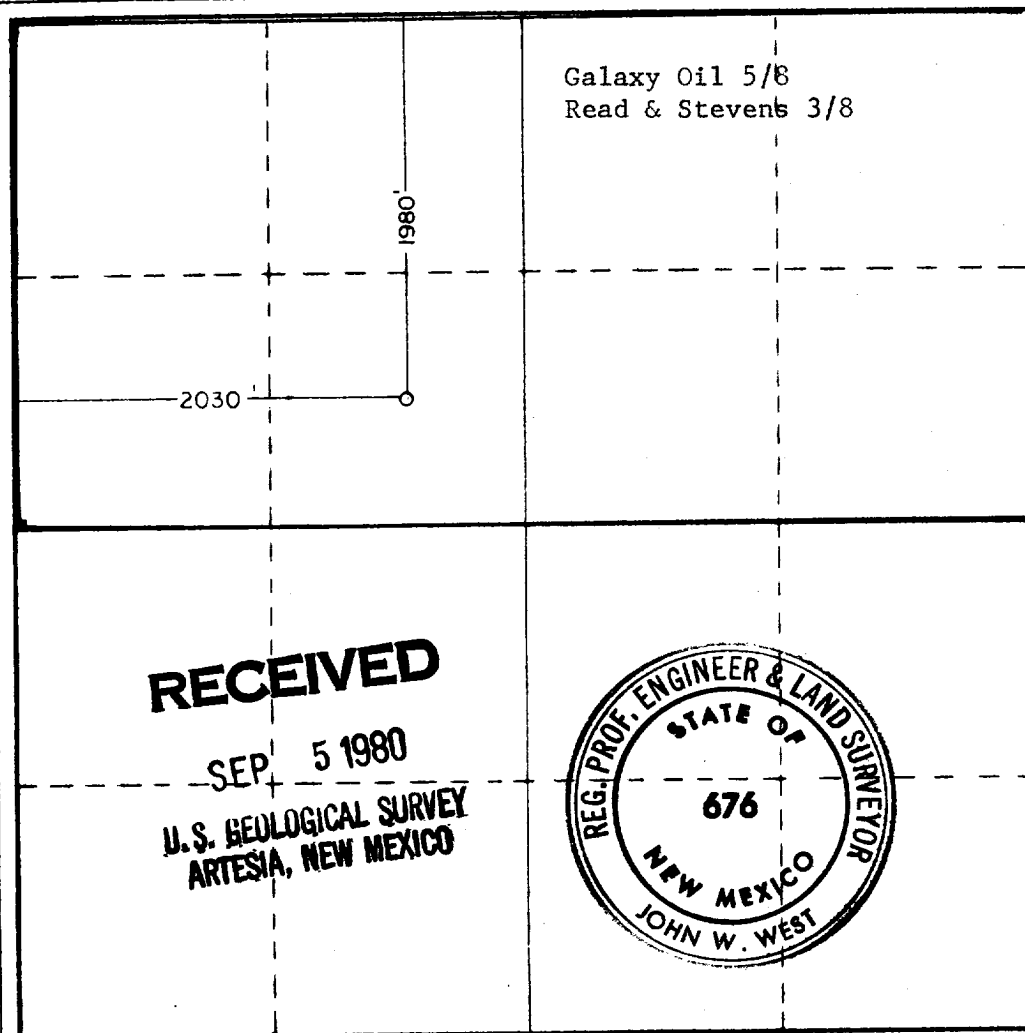 Galaxy Oil 5/8
Read & Stevens 3/8
1980'
2030'
RECEIVED
SEP 5 1980
U.S. GEOLOGICAL SURVEY
ARTESIA, NEW MEXICO
REG. PROF. ENGINEER & LAND SURVEYOR
STATE OF
676
NEW MEXICO
JOHN W. WEST